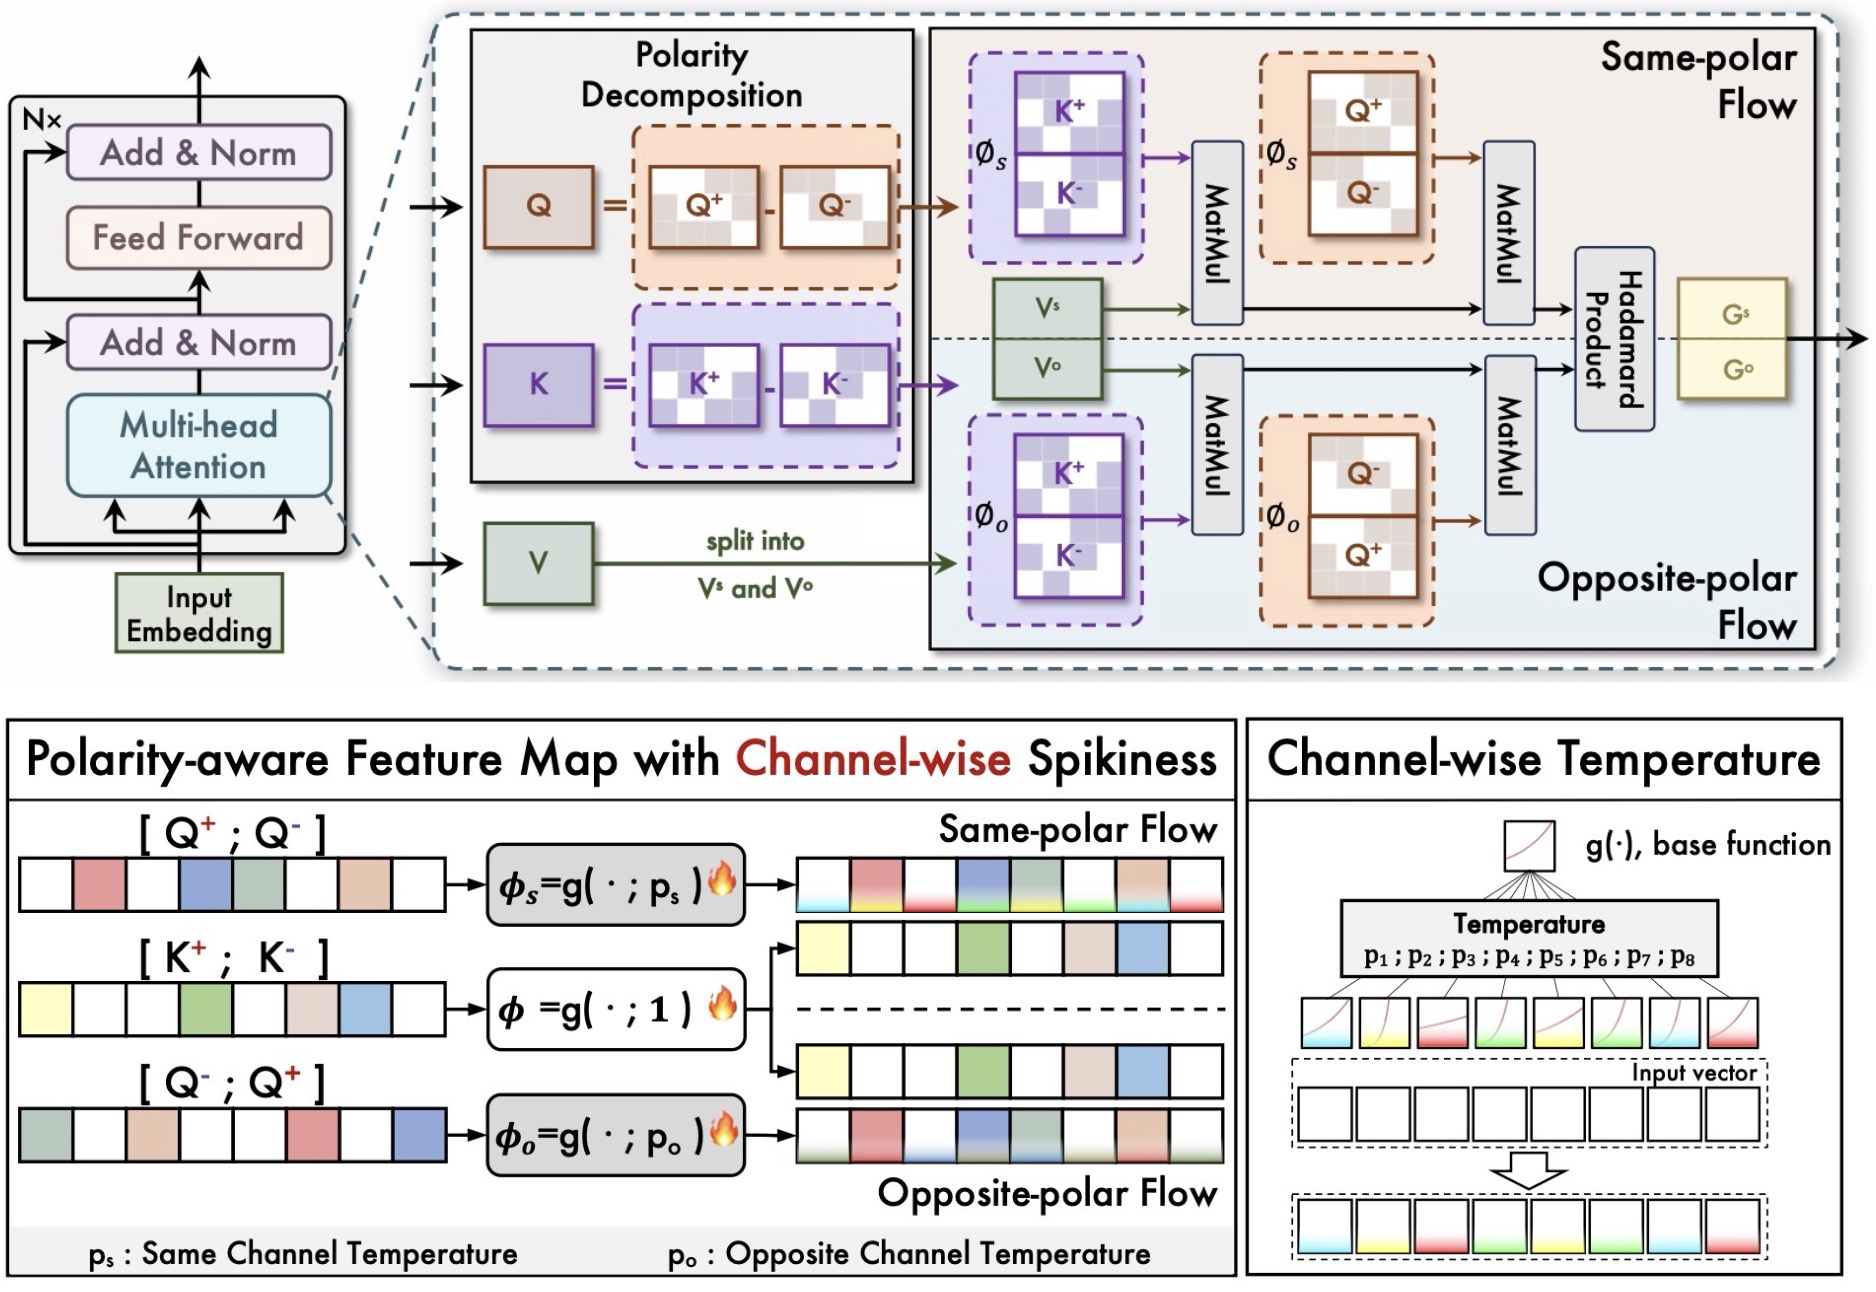 N×
Add & Norm
Feed Forward
Add & Norm
Multi-head
Attention
Input
Embedding
Polarity
Decomposition
Q = Q⁺ - Q⁻
K = K⁺ - K⁻
V
split into
Vˢ and Vᵒ
Same-polar
Flow
∅ₛ
K⁺
K⁻
MatMul
∅ₛ
Q⁺
Q⁻
MatMul
Vˢ
Vᵒ
Hadamard
Product
Gˢ
Gᵒ
∅ₒ
K⁺
K⁻
MatMul
∅ₒ
Q⁻
Q⁺
MatMul
Opposite-polar
Flow
Polarity-aware Feature Map with Channel-wise Spikiness
[ Q⁺ ; Q⁻ ]
ϕₛ=g( · ; pₛ )
Same-polar Flow
[ K⁺ ; K⁻ ]
ϕ =g( · ; 1 )
[ Q⁻ ; Q⁺ ]
ϕₒ=g( · ; pₒ )
Opposite-polar Flow
pₛ : Same Channel Temperature
pₒ : Opposite Channel Temperature
Channel-wise Temperature
g(·), base function
Temperature
p₁ ; p₂ ; p₃ ; p₄ ; p₅ ; p₆ ; p₇ ; p₈
Input vector